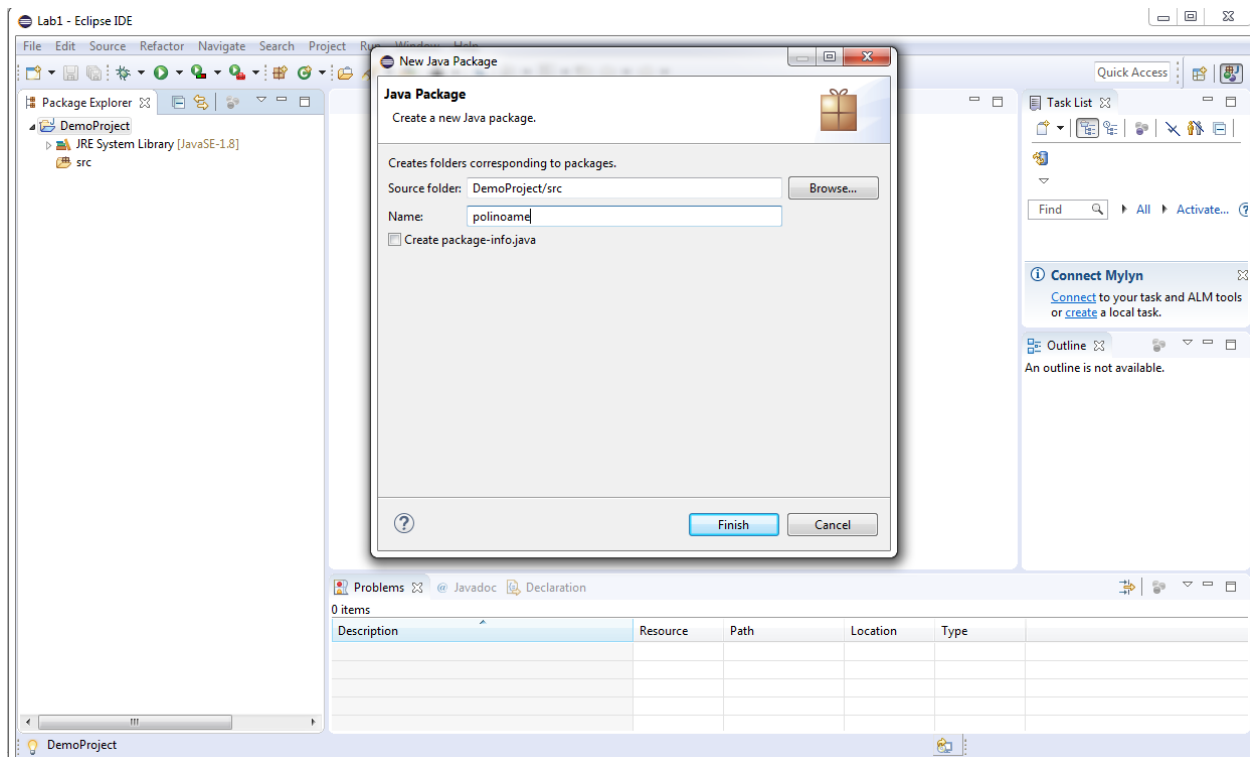 Lab1 - Eclipse IDE
File Edit Source Refactor Navigate Search Project Run Window Help
New Java Package
Quick Access
Package Explorer
Java Package
Task List
Create a new Java package.
DemoProject
JRE System Library [JavaSE-1.8]
src
Creates folders corresponding to packages.
Source folder: DemoProject/src Browse...
Name: polinoame
Create package-info.java
Find All Activate...
Connect Mylyn
Connect to your task and ALM tools
or create a local task.
Outline
An outline is not available.
Finish Cancel
Problems @ Javadoc Declaration
0 items
Description Resource Path Location Type
DemoProject